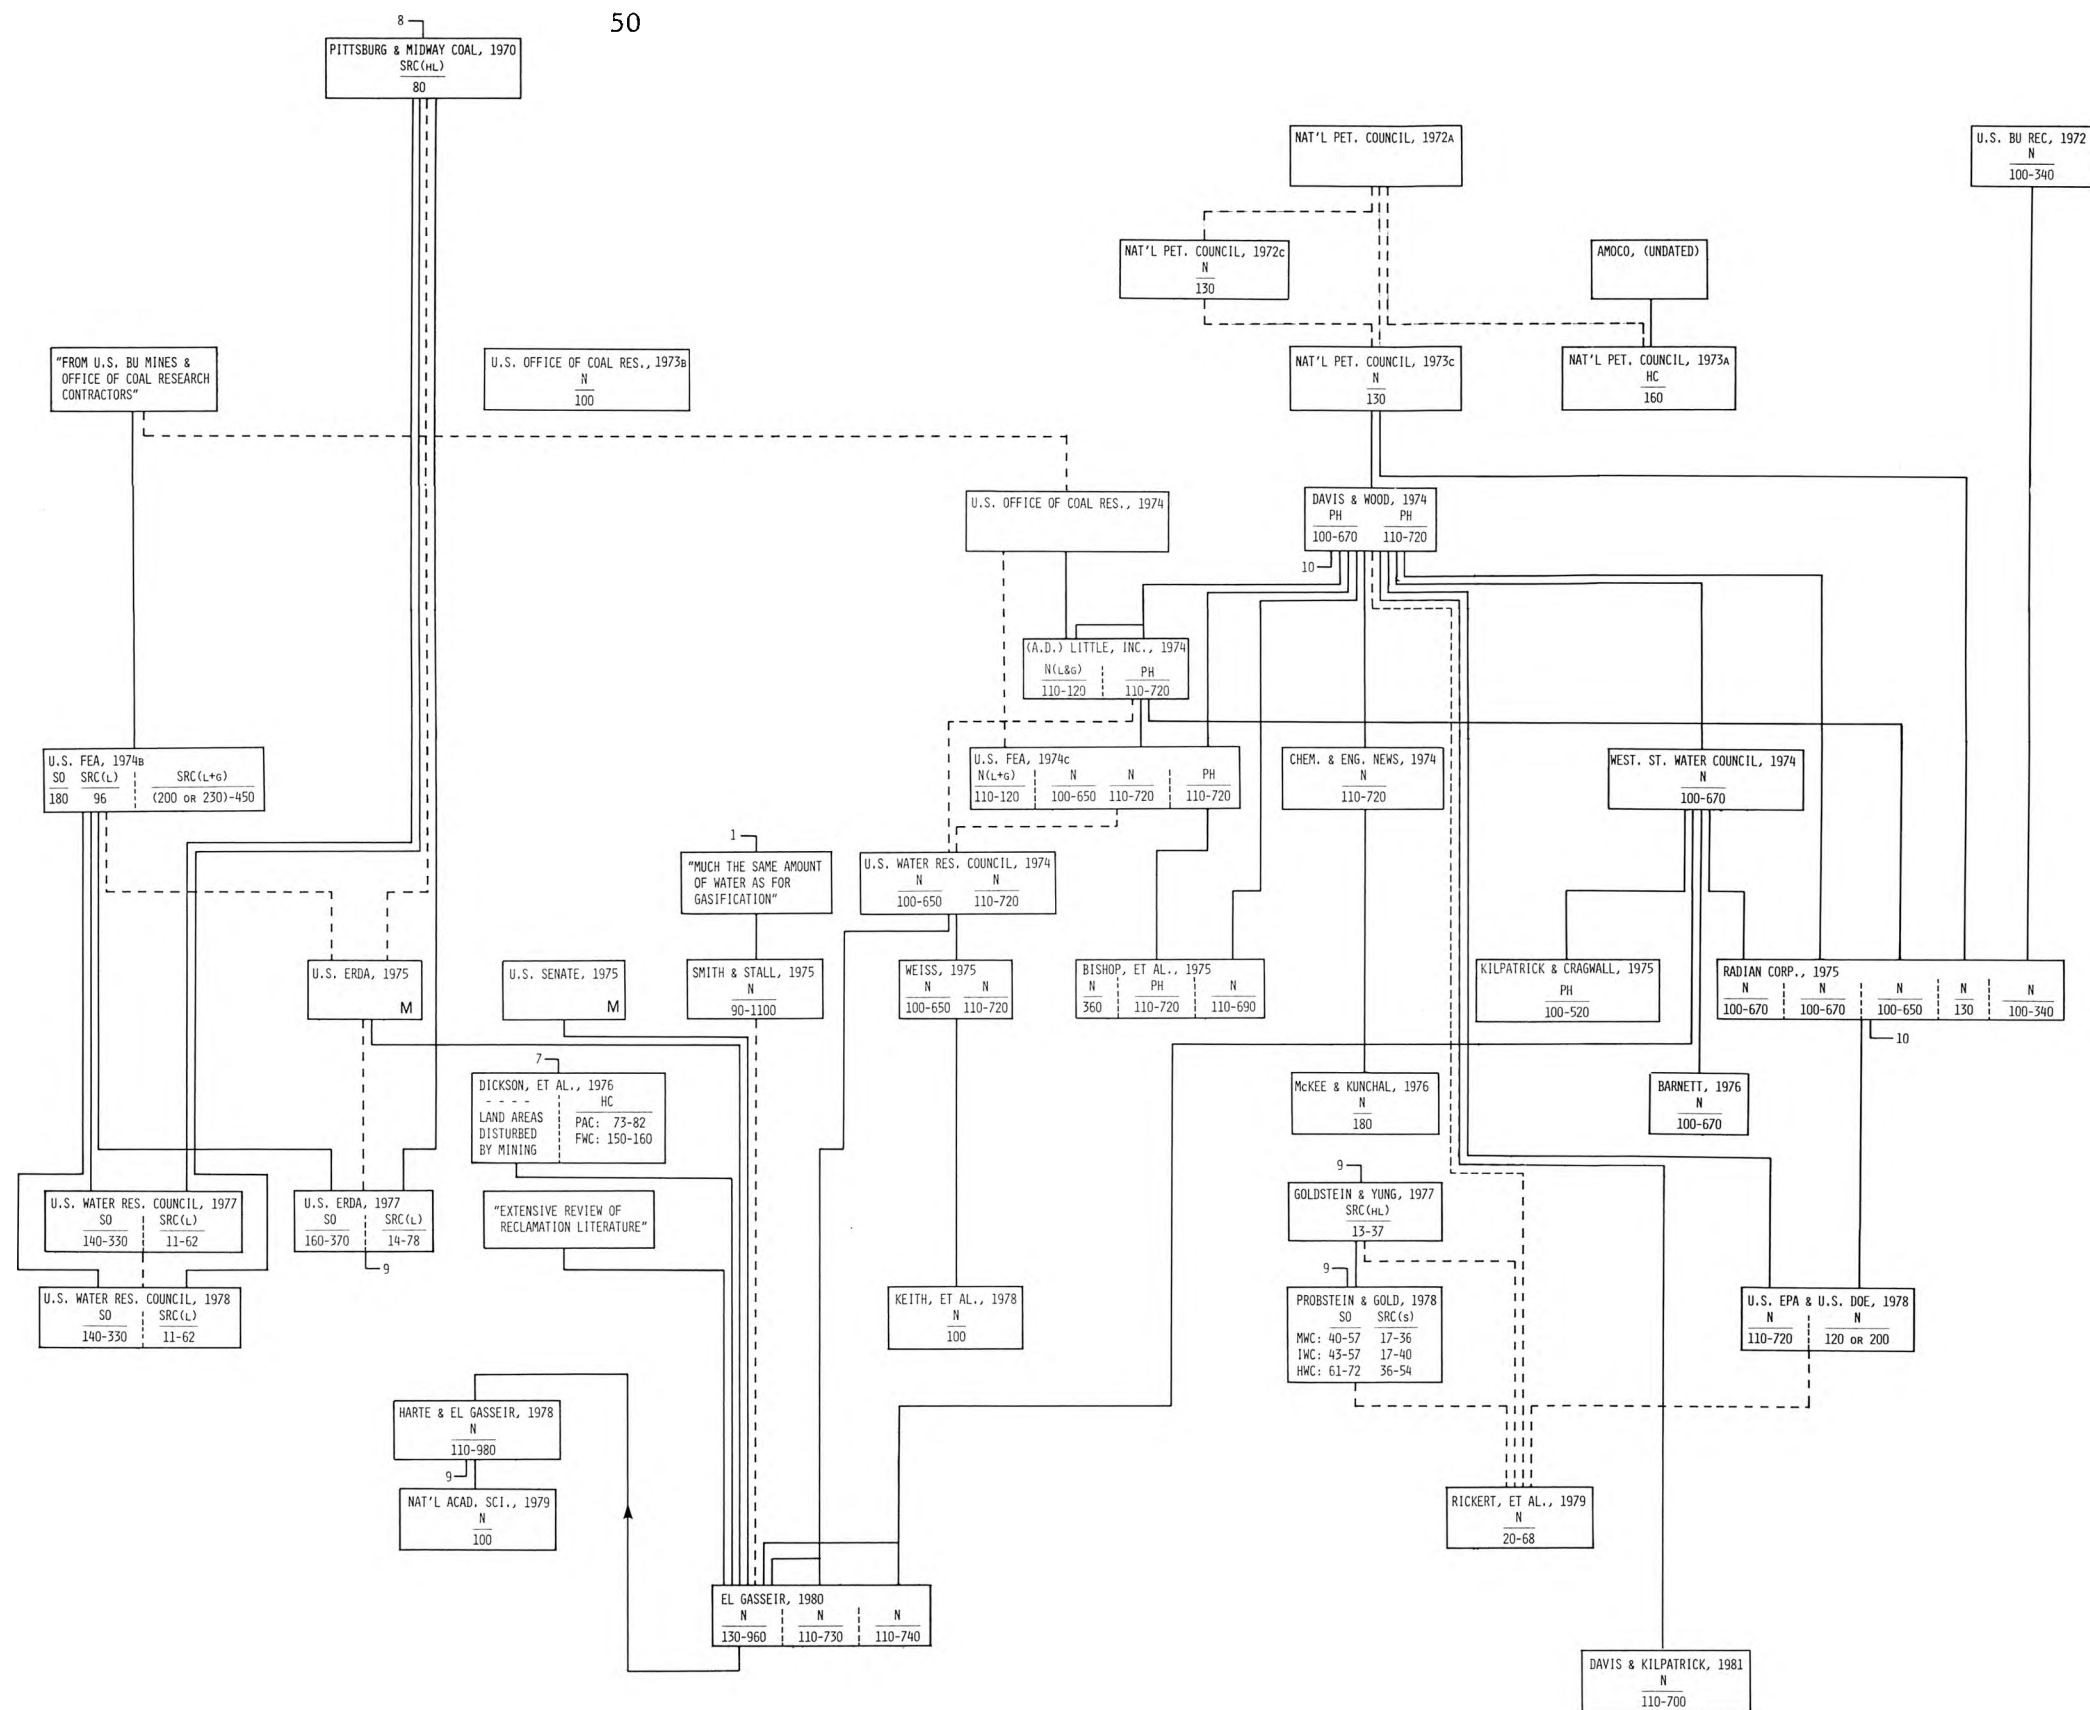 50
8
PITTSBURG & MIDWAY COAL, 1970
SRC(HL)
80
NAT'L PET. COUNCIL, 1972A
U.S. BU REC, 1972
N
100-340
NAT'L PET. COUNCIL, 1972C
N
130
AMOCO, (UNDATED)
"FROM U.S. BU MINES &
OFFICE OF COAL RESEARCH
CONTRACTORS"
U.S. OFFICE OF COAL RES., 1973B
N
100
NAT'L PET. COUNCIL, 1973C
N
130
NAT'L PET. COUNCIL, 1973A
HC
160
U.S. OFFICE OF COAL RES., 1974
DAVIS & WOOD, 1974
PH PH
100-670 110-720
10
(A.D.) LITTLE, INC., 1974
N(L&G) PH
110-120 110-720
U.S. FEA, 1974B
SO SRC(L) SRC(L+G)
180 96 (200 OR 230)-450
U.S. FEA, 1974C
N(L+G) N N PH
110-120 100-650 110-720 110-720
CHEM. & ENG. NEWS, 1974
N
110-720
WEST. ST. WATER COUNCIL, 1974
N
100-670
1
"MUCH THE SAME AMOUNT
OF WATER AS FOR
GASIFICATION"
U.S. WATER RES. COUNCIL, 1974
N N
100-650 110-720
U.S. ERDA, 1975
M
U.S. SENATE, 1975
M
SMITH & STALL, 1975
N
90-1100
WEISS, 1975
N N
100-650 110-720
BISHOP, ET AL., 1975
N PH N
360 110-720 110-690
KILPATRICK & CRAGWALL, 1975
PH
100-520
RADIAN CORP., 1975
N N N N N
100-670 100-670 100-650 130 100-340
10
7
DICKSON, ET AL., 1976
- - - - HC
LAND AREAS PAC: 73-82
DISTURBED FWC: 150-160
BY MINING
McKEE & KUNCHAL, 1976
N
180
BARNETT, 1976
N
100-670
U.S. WATER RES. COUNCIL, 1977
SO SRC(L)
140-330 11-62
U.S. ERDA, 1977
SO SRC(L)
160-370 14-78
9
"EXTENSIVE REVIEW OF
RECLAMATION LITERATURE"
9
GOLDSTEIN & YUNG, 1977
SRC(HL)
13-37
U.S. WATER RES. COUNCIL, 1978
SO SRC(L)
140-330 11-62
KEITH, ET AL., 1978
N
100
9
PROBSTEIN & GOLD, 1978
SO SRC(S)
MWC: 40-57 17-36
IWC: 43-57 17-40
HWC: 61-72 36-54
U.S. EPA & U.S. DOE, 1978
N N
110-720 120 OR 200
HARTE & EL GASSEIR, 1978
N
110-980
9
NAT'L ACAD. SCI., 1979
N
100
RICKERT, ET AL., 1979
N
20-68
EL GASSEIR, 1980
N N N
130-960 110-730 110-740
DAVIS & KILPATRICK, 1981
N
110-700